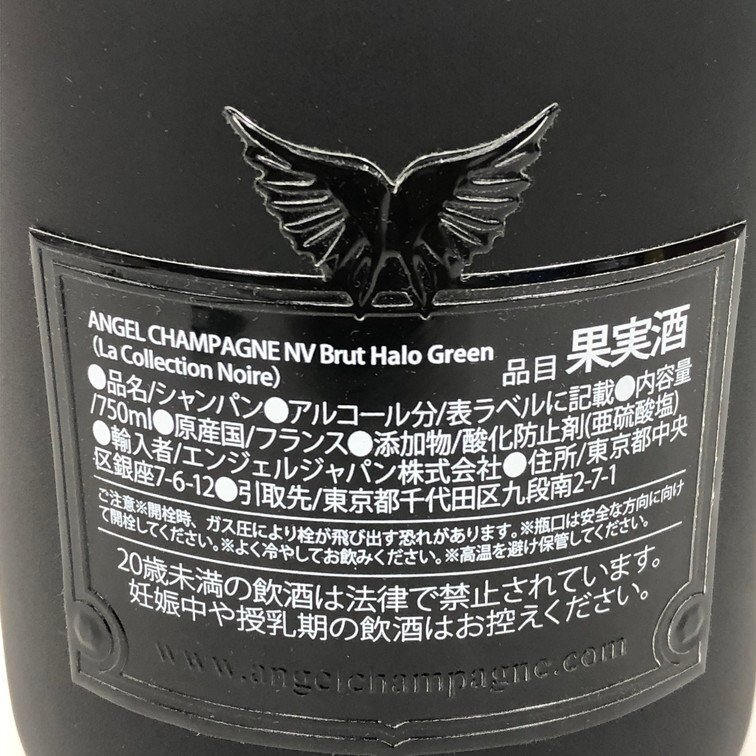 ANGEL CHAMPAGNE NV Brut Halo Green
(La Collection Noire)
品目 果実酒
●品名/シャンパン●アルコール分/表ラベルに記載●内容量
/750ml●原産国/フランス●添加物/酸化防止剤(亜硫酸塩)
●輸入者/エンジェルジャパン株式会社●住所/東京都中央
区銀座7-6-12●引取先/東京都千代田区九段南2-7-1
ご注意※開栓時、ガス圧により栓が飛び出す恐れがあります。※瓶口は安全な方向に向け
て開栓してください。※よく冷やしてお飲みください。※高温を避け保管してください。
20歳未満の飲酒は法律で禁止されています。
妊娠中や授乳期の飲酒はお控えください。
www.angelchampagne.com